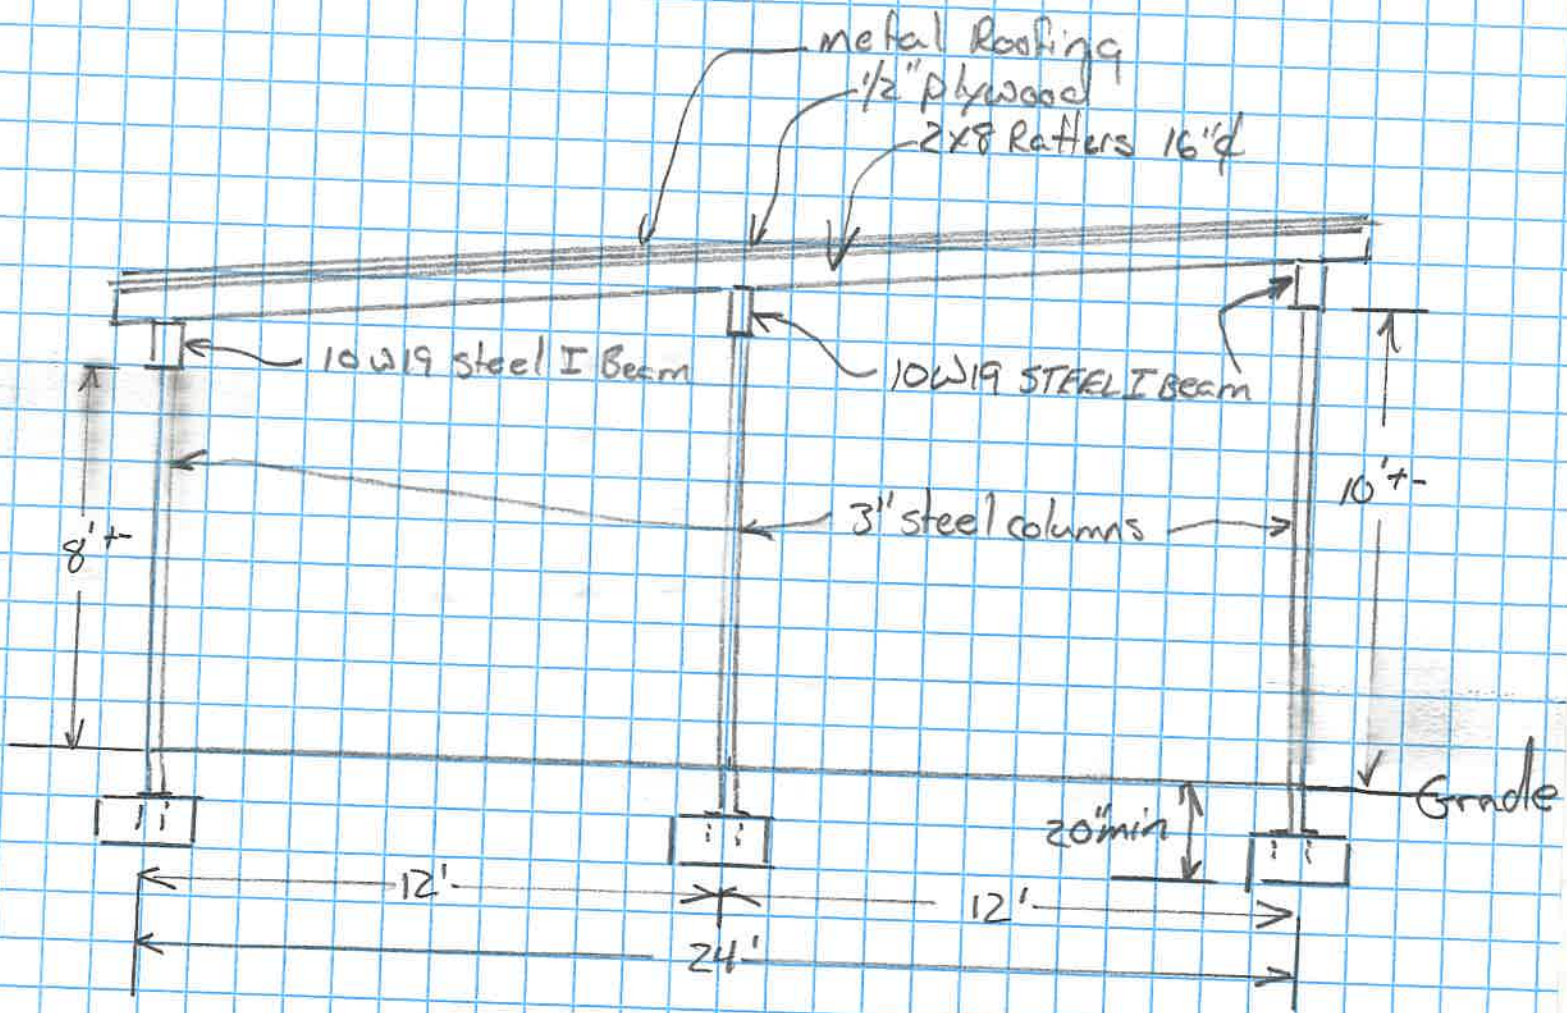 metal Roofing
1/2" plywood
2x8 Rafters 16"¢
10W19 steel I Beam
10W19 STEEL I Beam
10'+-
3" steel columns
8'+-
Grade
20"min
12'
12'
24'